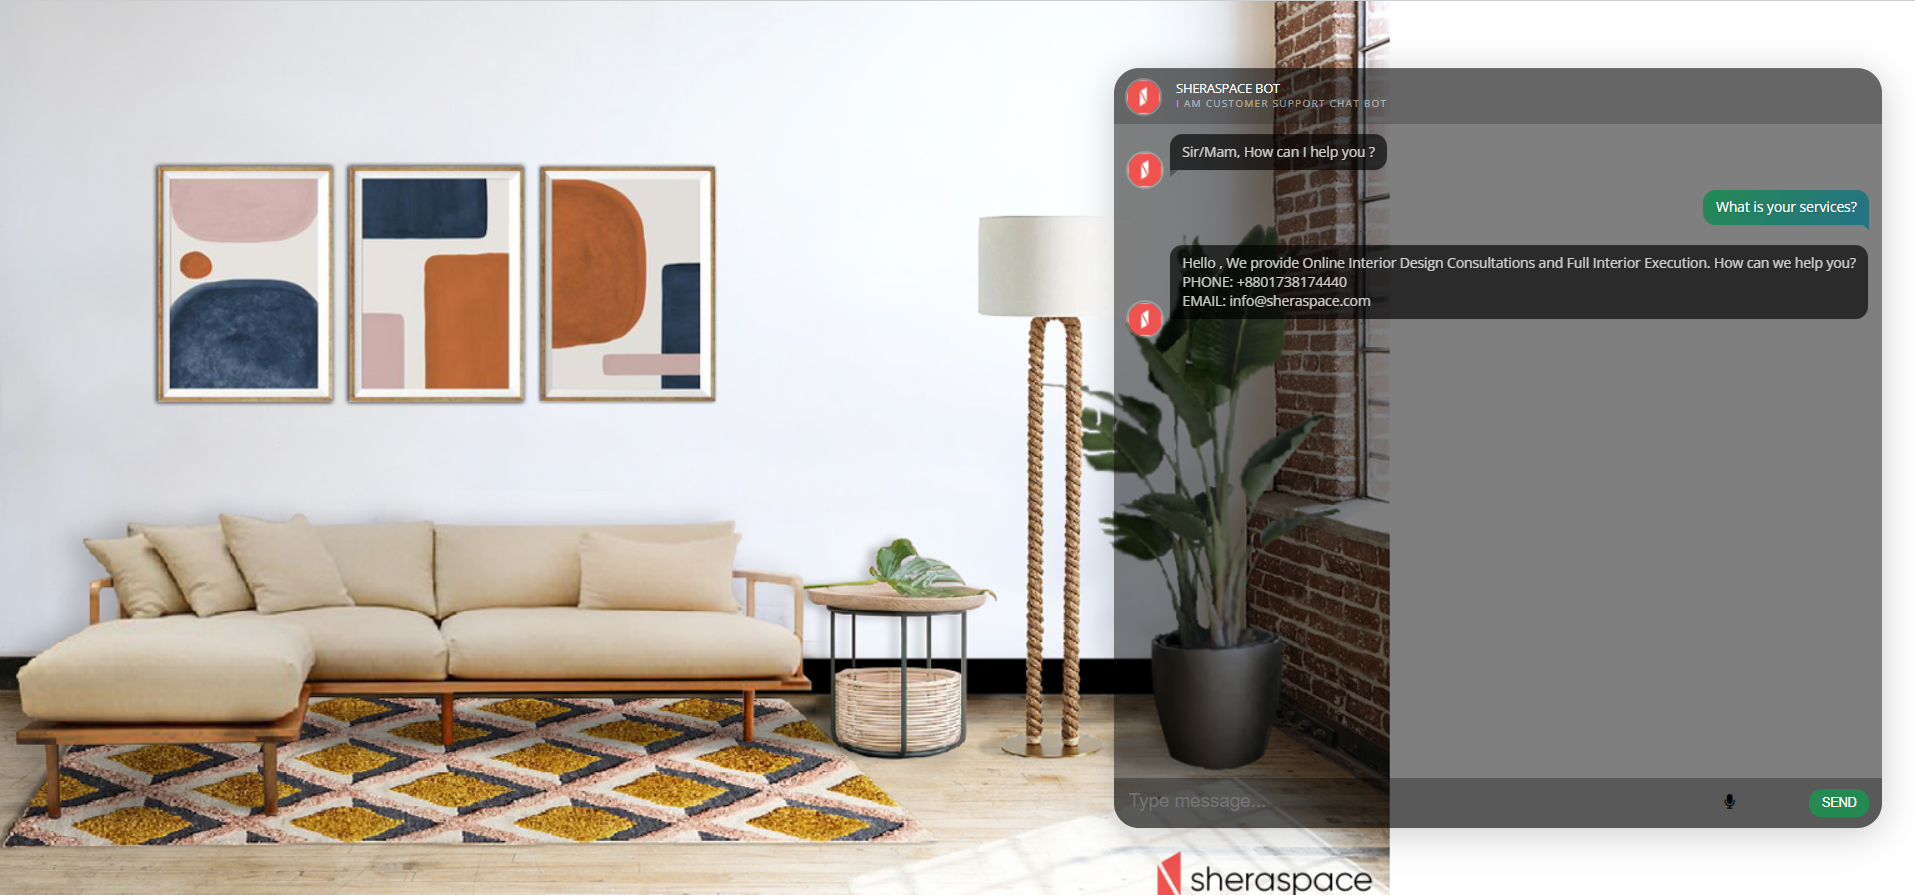 SHERASPACE BOT
I AM CUSTOMER SUPPORT CHAT BOT
Sir/Mam, How can I help you ?
What is your services?
Hello , We provide Online Interior Design Consultations and Full Interior Execution. How can we help you?
PHONE: +8801738174440
EMAIL: info@sheraspace.com
Type message...
SEND
sheraspace